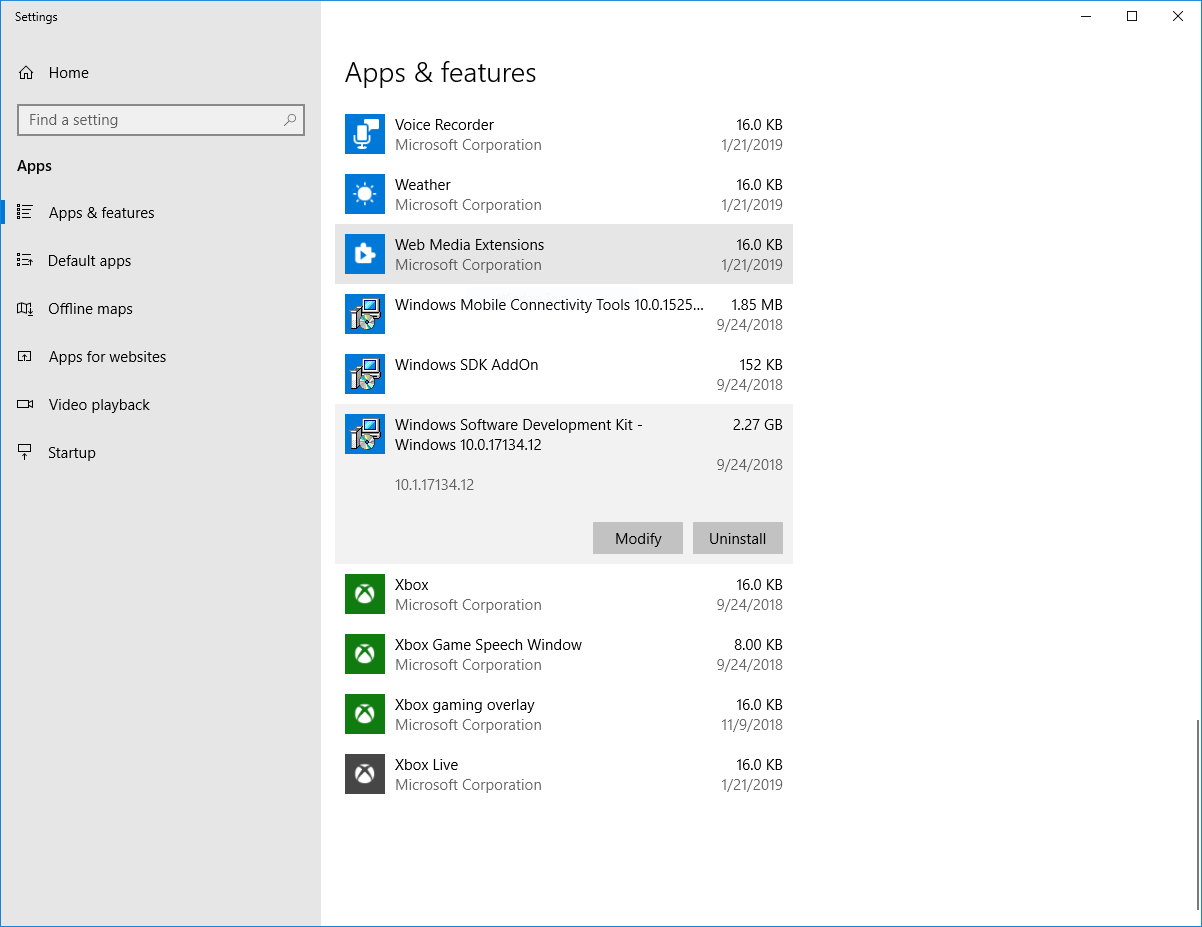 Settings
Home
Find a setting
Apps
Apps & features
Default apps
Offline maps
Apps for websites
Video playback
Startup
Apps & features
Voice Recorder 16.0 KB
Microsoft Corporation 1/21/2019
Weather 16.0 KB
Microsoft Corporation 1/21/2019
Web Media Extensions 16.0 KB
Microsoft Corporation 1/21/2019
Windows Mobile Connectivity Tools 10.0.1525... 1.85 MB
9/24/2018
Windows SDK AddOn 152 KB
9/24/2018
Windows Software Development Kit - 2.27 GB
Windows 10.0.17134.12
9/24/2018
10.1.17134.12
Modify Uninstall
Xbox 16.0 KB
Microsoft Corporation 9/24/2018
Xbox Game Speech Window 8.00 KB
Microsoft Corporation 9/24/2018
Xbox gaming overlay 16.0 KB
Microsoft Corporation 11/9/2018
Xbox Live 16.0 KB
Microsoft Corporation 1/21/2019